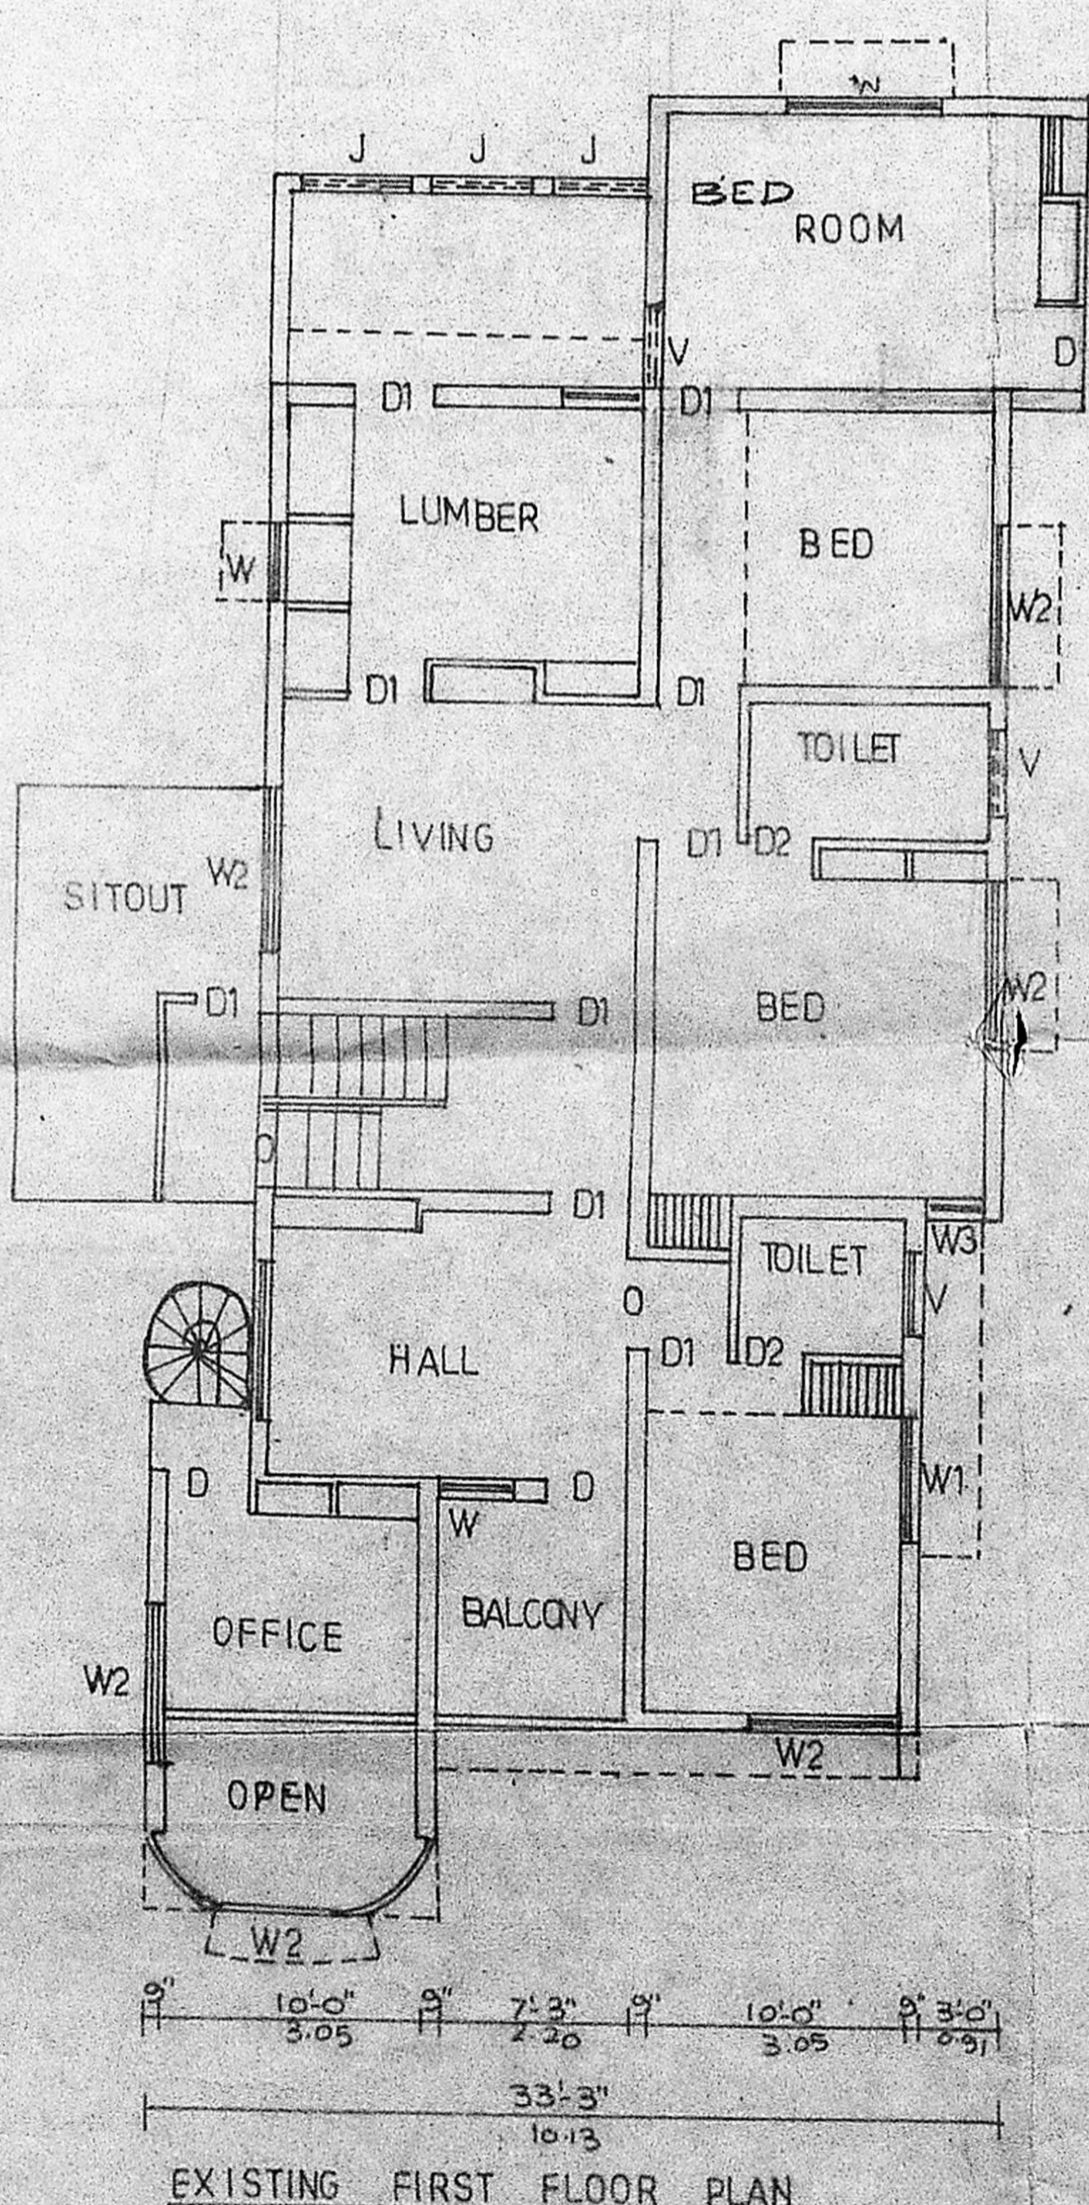 W
J J J
BED
ROOM
V
D
D1 D1
LUMBER
BED
W
W2
D1 D1
TOILET
V
LIVING
D1 D2
W2
SITOUT
BED
W2
D1 D1
O
D1
W3
TOILET
V
O
HALL
D1 D2
D D
W1
W
BED
BALCONY
OFFICE
W2
W2
OPEN
W2
9" 10'-0" 9" 7'-3" 9" 10'-0" 9" 3'-0"
3.05 2.20 3.05 0.91
33'-3"
10.13
EXISTING FIRST FLOOR PLAN